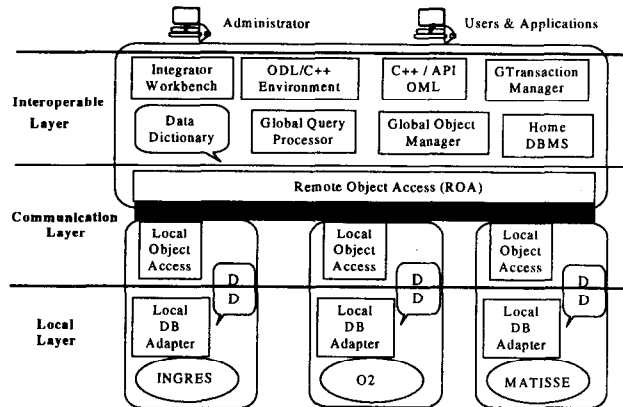 Administrator
Users & Applications
Integrator
Workbench
ODL/C++
Environment
C++ / API
OML
GTransaction
Manager
Interoperable
Layer
Data
Dictionary
Global Query
Processor
Global Object
Manager
Home
DBMS
Remote Object Access (ROA)
Communication
Layer
Local
Object
Access
Local
Object
Access
Local
Object
Access
D
D
D
D
D
D
Local
Layer
Local
DB
Adapter
Local
DB
Adapter
Local
DB
Adapter
INGRES
O2
MATISSE